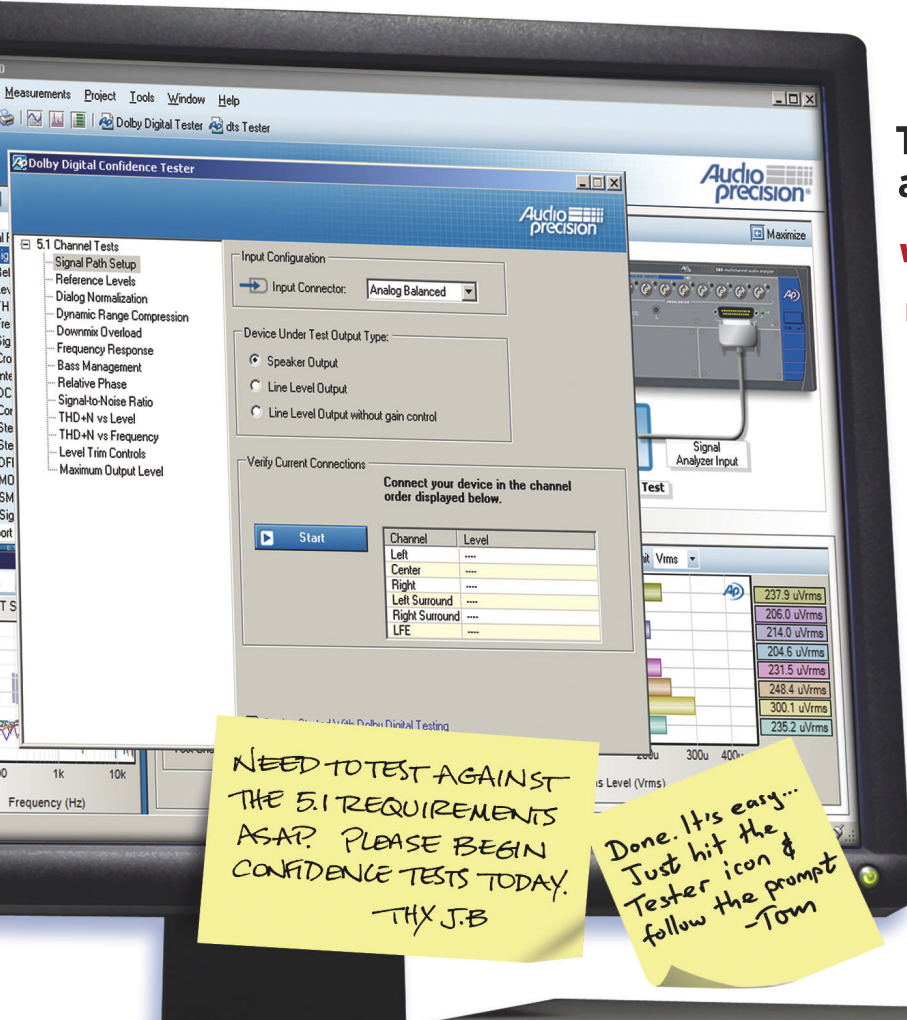 Measurements Project Tools Window Help
Dolby Digital Tester dts Tester
Dolby Digital Confidence Tester
Audio precision
Audio precision
Maximize
5.1 Channel Tests
Signal Path Setup
Reference Levels
Dialog Normalization
Dynamic Range Compression
Downmix Overload
Frequency Response
Bass Management
Relative Phase
Signal-to-Noise Ratio
THD+N vs Level
THD+N vs Frequency
Level Trim Controls
Maximum Output Level
Input Configuration
Input Connector: Analog Balanced
Device Under Test Output Type:
Speaker Output
Line Level Output
Line Level Output without gain control
Verify Current Connections
Connect your device in the channel
order displayed below.
Start
Channel Level
Left ----
Center ----
Right ----
Left Surround ----
Right Surround ----
LFE ----
With Dolby Digital Testing
Signal
Analyzer Input
Test
Vrms
Ap
237.9 uVrms
206.0 uVrms
214.0 uVrms
204.6 uVrms
231.5 uVrms
248.4 uVrms
300.1 uVrms
235.2 uVrms
300u 400u
Level (Vrms)
1k 10k
Frequency (Hz)
NEED TO TEST AGAINST
THE 5.1 REQUIREMENTS
ASAP. PLEASE BEGIN
CONFIDENCE TESTS TODAY.
THX J.B
Done. It's easy...
Just hit the
Tester icon &
follow the prompt
-Tom